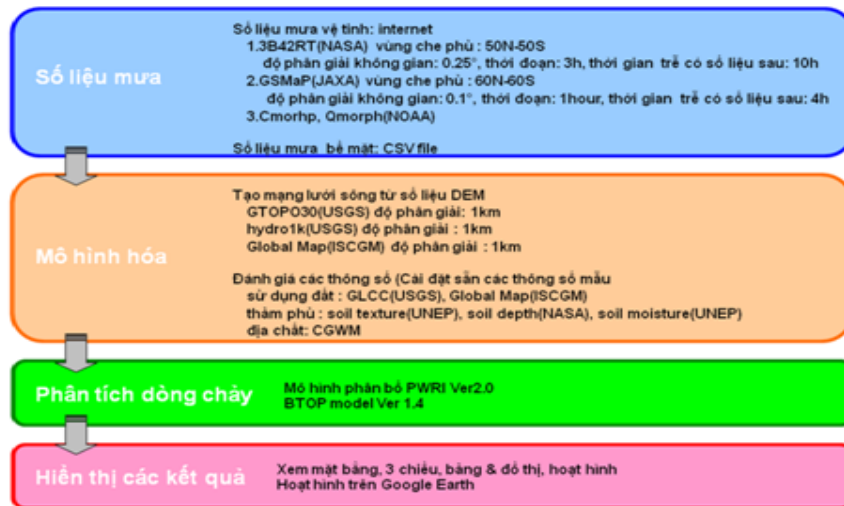 Số liệu mưa
Số liệu mưa vệ tinh: internet
1.3B42RT(NASA) vùng che phủ : 50N-50S
độ phân giải không gian: 0.25°, thời đoạn: 3h, thời gian trễ có số liệu sau: 10h
2.GSMaP(JAXA) vùng che phủ : 60N-60S
độ phân giải không gian: 0.1°, thời đoạn: 1hour, thời gian trễ có số liệu sau: 4h
3.Cmorhp, Qmorph(NOAA)
Số liệu mưa bề mặt: CSV file
Mô hình hóa
Tạo mạng lưới sông từ số liệu DEM
GTOPO30(USGS) độ phân giải: 1km
hydro1k(USGS) độ phân giải : 1km
Global Map(ISCGM) độ phân giải : 1km
Đánh giá các thông số (Cài đặt sẵn các thông số mẫu
sử dụng đất : GLCC(USGS), Global Map(ISCGM)
thảm phủ : soil texture(UNEP), soil depth(NASA), soil moisture(UNEP)
địa chất: CGWM
Phân tích dòng chảy
Mô hình phân bố PWRI Ver2.0
BTOP model Ver 1.4
Hiển thị các kết quả
Xem mặt bằng, 3 chiều, bảng & đồ thị, hoạt hình
Hoạt hình trên Google Earth